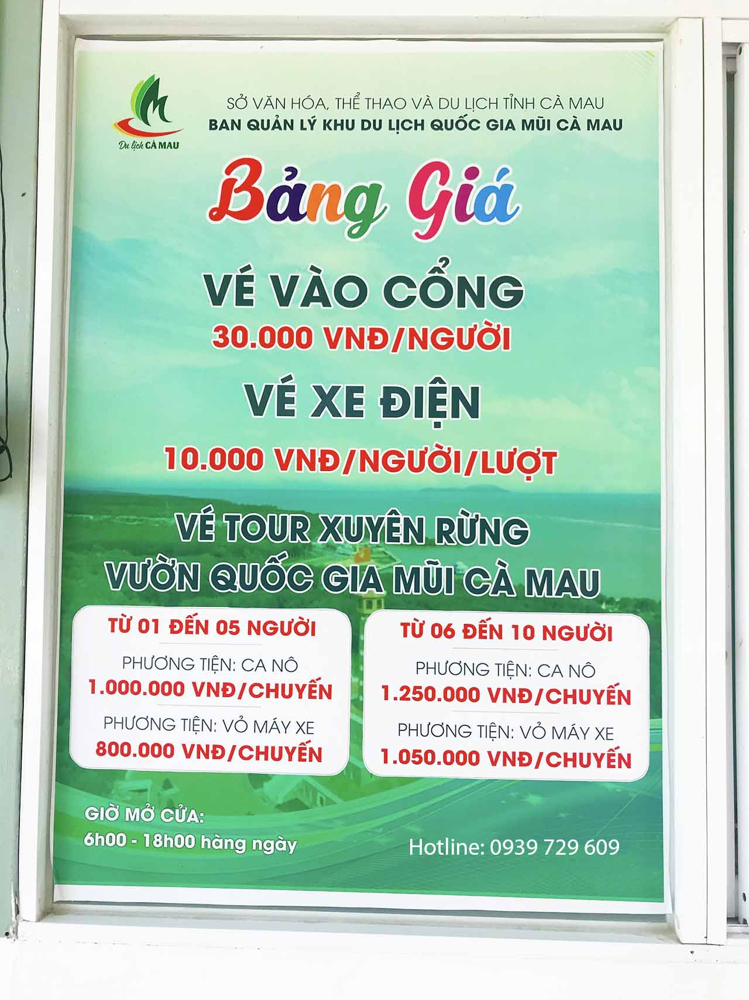 SỞ VĂN HÓA, THỂ THAO VÀ DU LỊCH TỈNH CÀ MAU
BAN QUẢN LÝ KHU DU LỊCH QUỐC GIA MŨI CÀ MAU
Du lịch CÀ MAU
Bảng Giá
VÉ VÀO CỔNG
30.000 VNĐ/NGƯỜI
VÉ XE ĐIỆN
10.000 VNĐ/NGƯỜI/LƯỢT
VÉ TOUR XUYÊN RỪNG
VƯỜN QUỐC GIA MŨI CÀ MAU
TỪ 01 ĐẾN 05 NGƯỜI
PHƯƠNG TIỆN: CA NÔ
1.000.000 VNĐ/CHUYẾN
PHƯƠNG TIỆN: VỎ MÁY XE
800.000 VNĐ/CHUYẾN
TỪ 06 ĐẾN 10 NGƯỜI
PHƯƠNG TIỆN: CA NÔ
1.250.000 VNĐ/CHUYẾN
PHƯƠNG TIỆN: VỎ MÁY XE
1.050.000 VNĐ/CHUYẾN
GIỜ MỞ CỬA:
6h00 - 18h00 hàng ngày
Hotline: 0939 729 609